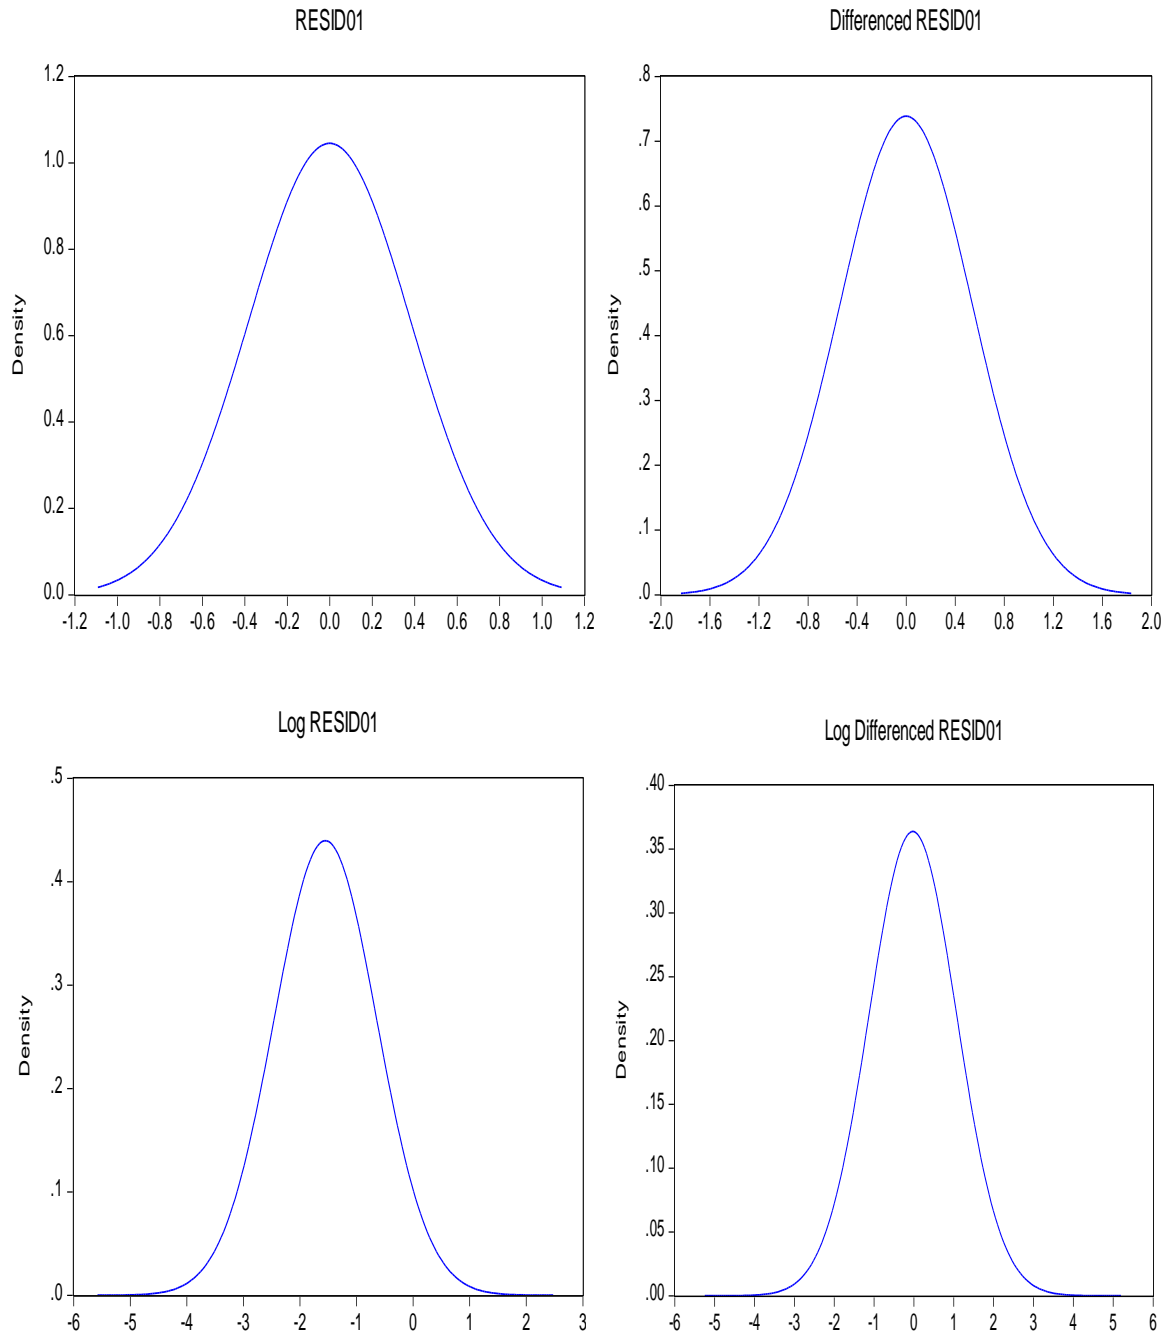 RESID01
Density
1.2
1.0
0.8
0.6
0.4
0.2
0.0
-1.2 -1.0 -0.8 -0.6 -0.4 -0.2 0.0 0.2 0.4 0.6 0.8 1.0 1.2
Differenced RESID01
Density
.8
.7
.6
.5
.4
.3
.2
.1
.0
-2.0 -1.6 -1.2 -0.8 -0.4 0.0 0.4 0.8 1.2 1.6 2.0
Log RESID01
Density
.5
.4
.3
.2
.1
.0
-6 -5 -4 -3 -2 -1 0 1 2 3
Log Differenced RESID01
Density
.40
.35
.30
.25
.20
.15
.10
.05
.00
-6 -5 -4 -3 -2 -1 0 1 2 3 4 5 6